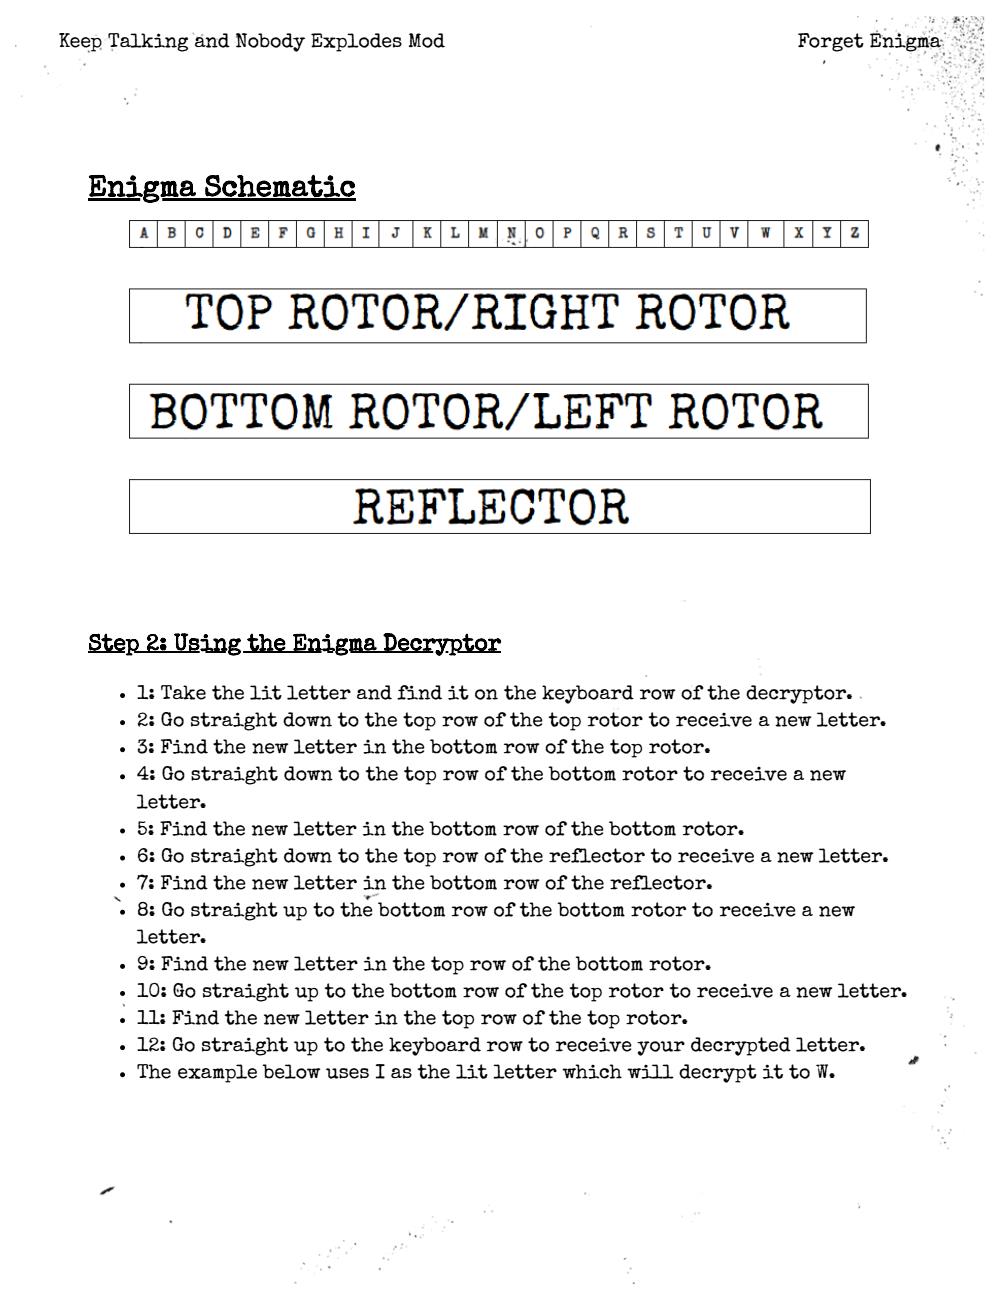 Keep Talking and Nobody Explodes Mod
Forget Enigma
Enigma Schematic
A B C D E F G H I J K L M N O P Q R S T U V W X Y Z
TOP ROTOR/RIGHT ROTOR
BOTTOM ROTOR/LEFT ROTOR
REFLECTOR
Step 2: Using the Enigma Decryptor
• 1: Take the lit letter and find it on the keyboard row of the decryptor.
• 2: Go straight down to the top row of the top rotor to receive a new letter.
• 3: Find the new letter in the bottom row of the top rotor.
• 4: Go straight down to the top row of the bottom rotor to receive a new
letter.
• 5: Find the new letter in the bottom row of the bottom rotor.
• 6: Go straight down to the top row of the reflector to receive a new letter.
• 7: Find the new letter in the bottom row of the reflector.
• 8: Go straight up to the bottom row of the bottom rotor to receive a new
letter.
• 9: Find the new letter in the top row of the bottom rotor.
• 10: Go straight up to the bottom row of the top rotor to receive a new letter.
• 11: Find the new letter in the top row of the top rotor.
• 12: Go straight up to the keyboard row to receive your decrypted letter.
• The example below uses I as the lit letter which will decrypt it to W.